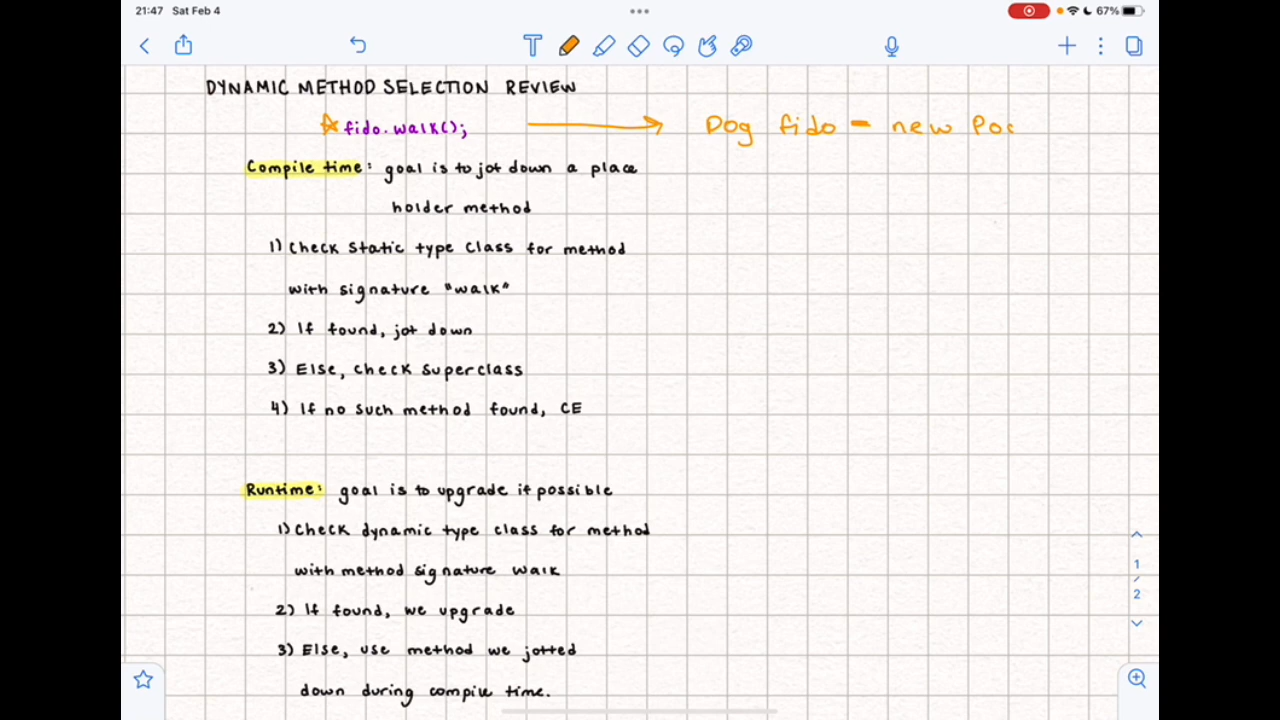 21:47 Sat Feb 4
67%
DYNAMIC METHOD SELECTION REVIEW
fido.walk(); Dog fido = new Poo
Compile time: goal is to jot down a place
holder method
1) Check static type class for method
with signature "walk"
2) If found, jot down
3) Else, check superclass
4) If no such method found, CE
Runtime: goal is to upgrade if possible
1) Check dynamic type class for method
with method signature walk
2) If found, we upgrade
3) Else, use method we jotted
down during compile time.
1
/
2